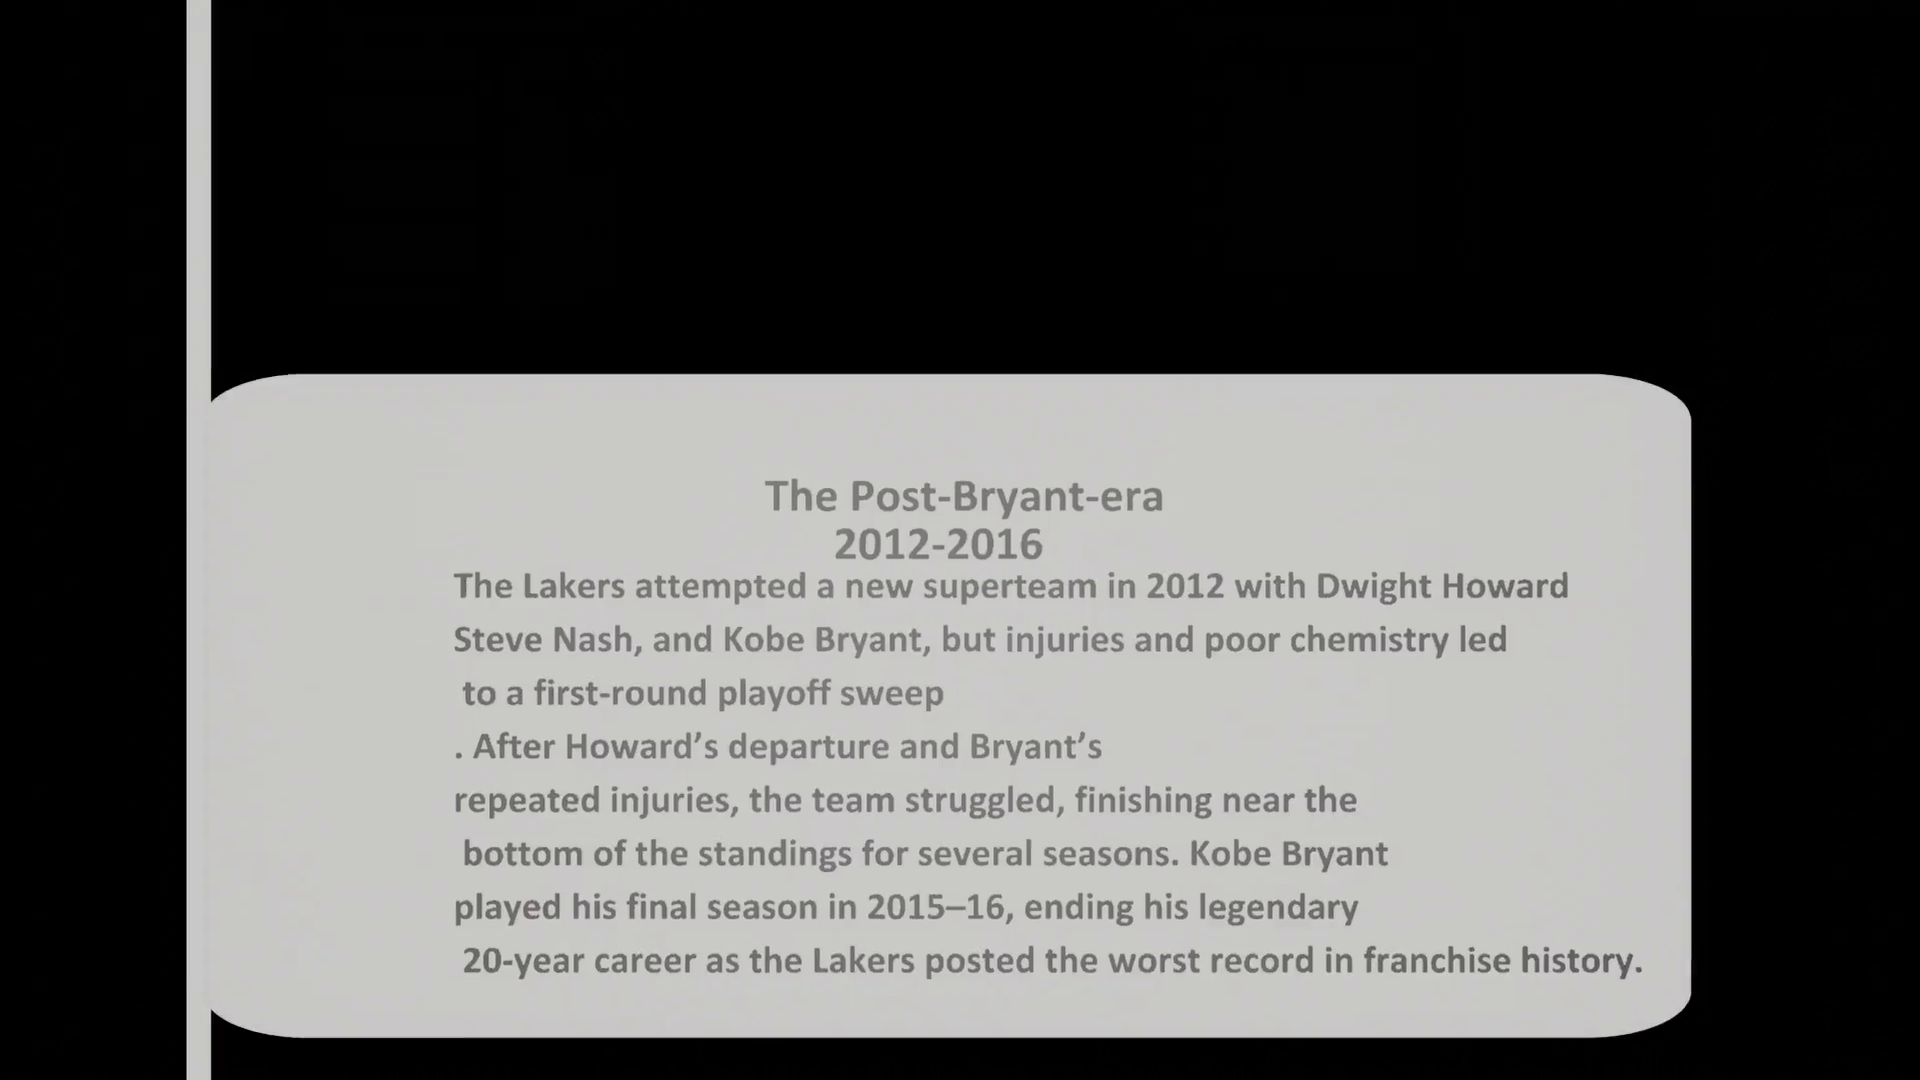 The Post-Bryant-era
2012-2016
The Lakers attempted a new superteam in 2012 with Dwight Howard
Steve Nash, and Kobe Bryant, but injuries and poor chemistry led
to a first-round playoff sweep
. After Howard’s departure and Bryant’s
repeated injuries, the team struggled, finishing near the
bottom of the standings for several seasons. Kobe Bryant
played his final season in 2015–16, ending his legendary
20-year career as the Lakers posted the worst record in franchise history.